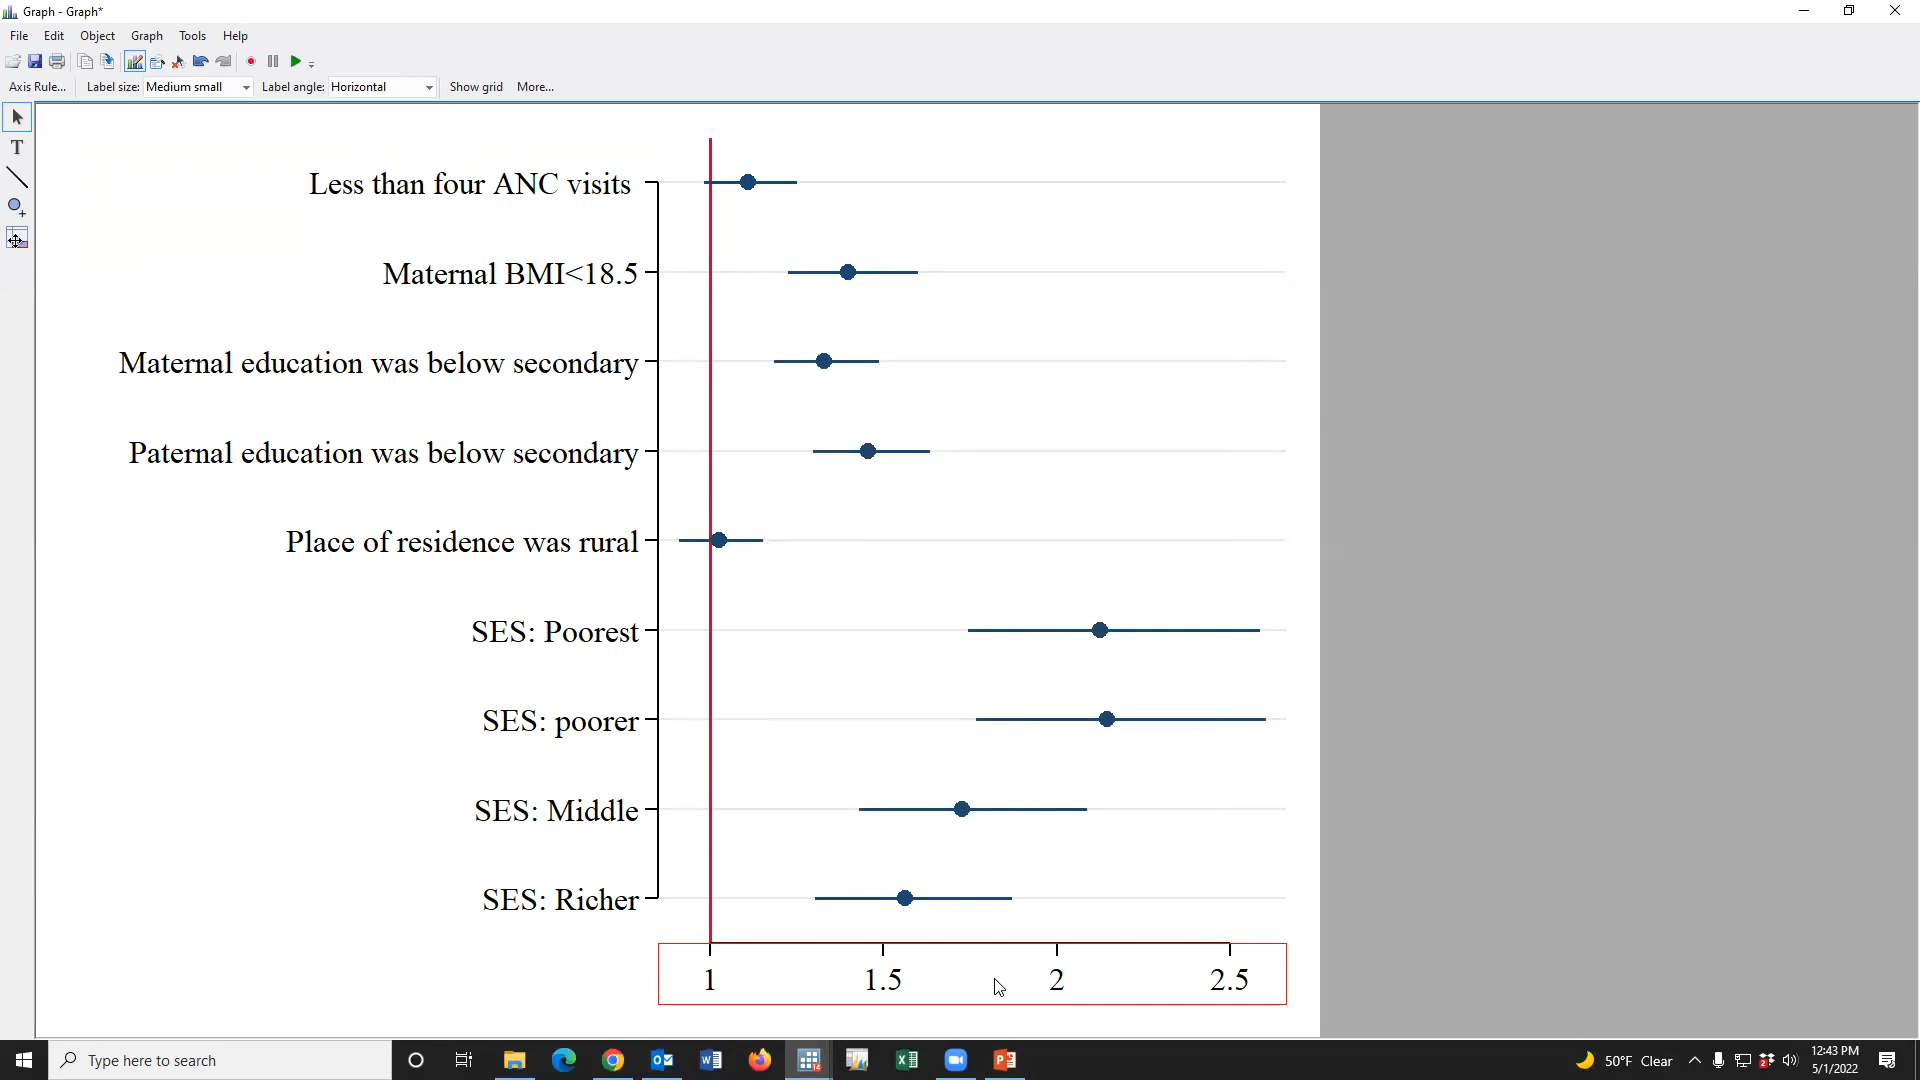 Graph - Graph*
File Edit Object Graph Tools Help
Axis Rule... Label size: Medium small Label angle: Horizontal Show grid More...
T
Less than four ANC visits
Maternal BMI<18.5
Maternal education was below secondary
Paternal education was below secondary
Place of residence was rural
SES: Poorest
SES: poorer
SES: Middle
SES: Richer
1 1.5 2 2.5
Type here to search
50°F Clear
12:43 PM
5/1/2022